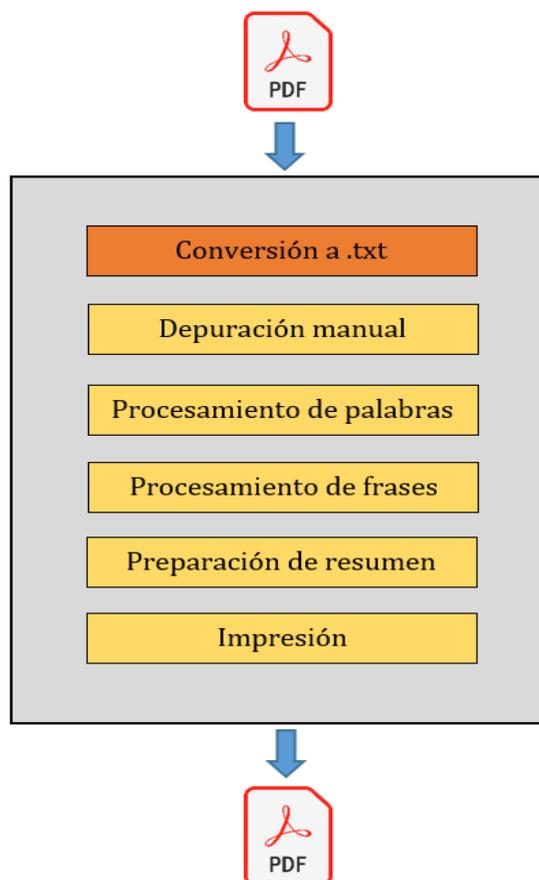 PDF
Conversión a .txt
Depuración manual
Procesamiento de palabras
Procesamiento de frases
Preparación de resumen
Impresión
PDF